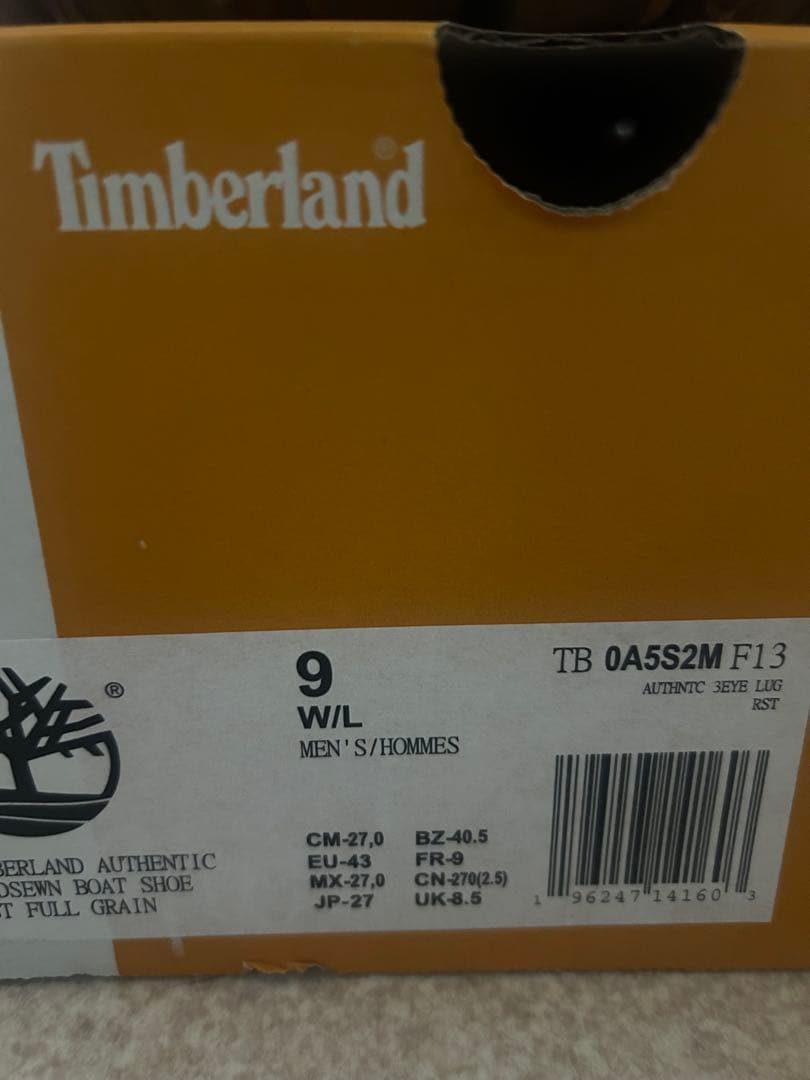 Timberland®
9
W/L
MEN'S/HOMMES
TB 0A5S2M F13
AUTHNTC 3EYE LUG
RST
®
CM-27,0 BZ-40.5
EU-43 FR-9
MX-27,0 CN-270(2.5)
JP-27 UK-8.5
BERLAND AUTHENTIC
DSEWN BOAT SHOE
T FULL GRAIN
1 96247 14160 3